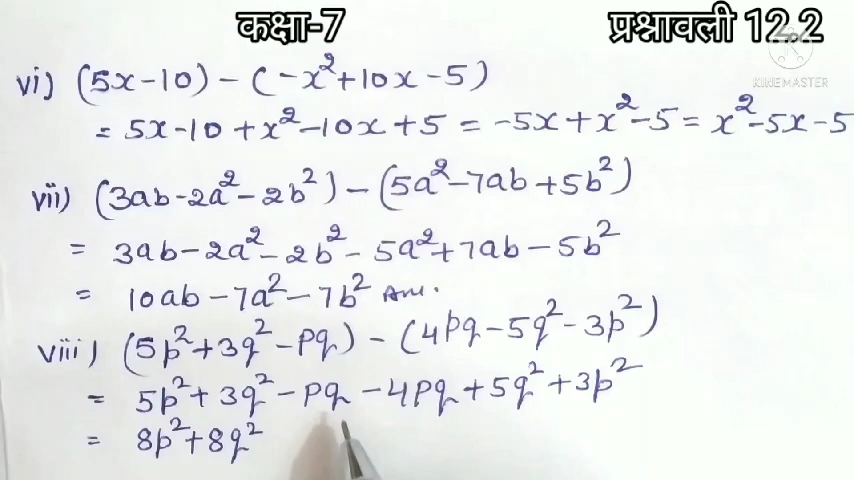 कक्षा-7 प्रश्नावली 12.2
KINEMASTER
vi) (5x-10) - (-x²+10x-5)
= 5x-10+x²-10x+5 = -5x+x²-5 = x²-5x-5
vii) (3ab-2a²-2b²) - (5a²-7ab+5b²)
= 3ab-2a²-2b²-5a²+7ab-5b²
= 10ab-7a²-7b² Ans.
viii) (5p²+3q²-pq) - (4pq-5q²-3p²)
= 5p²+3q²-pq-4pq+5q²+3p²
= 8p²+8q²